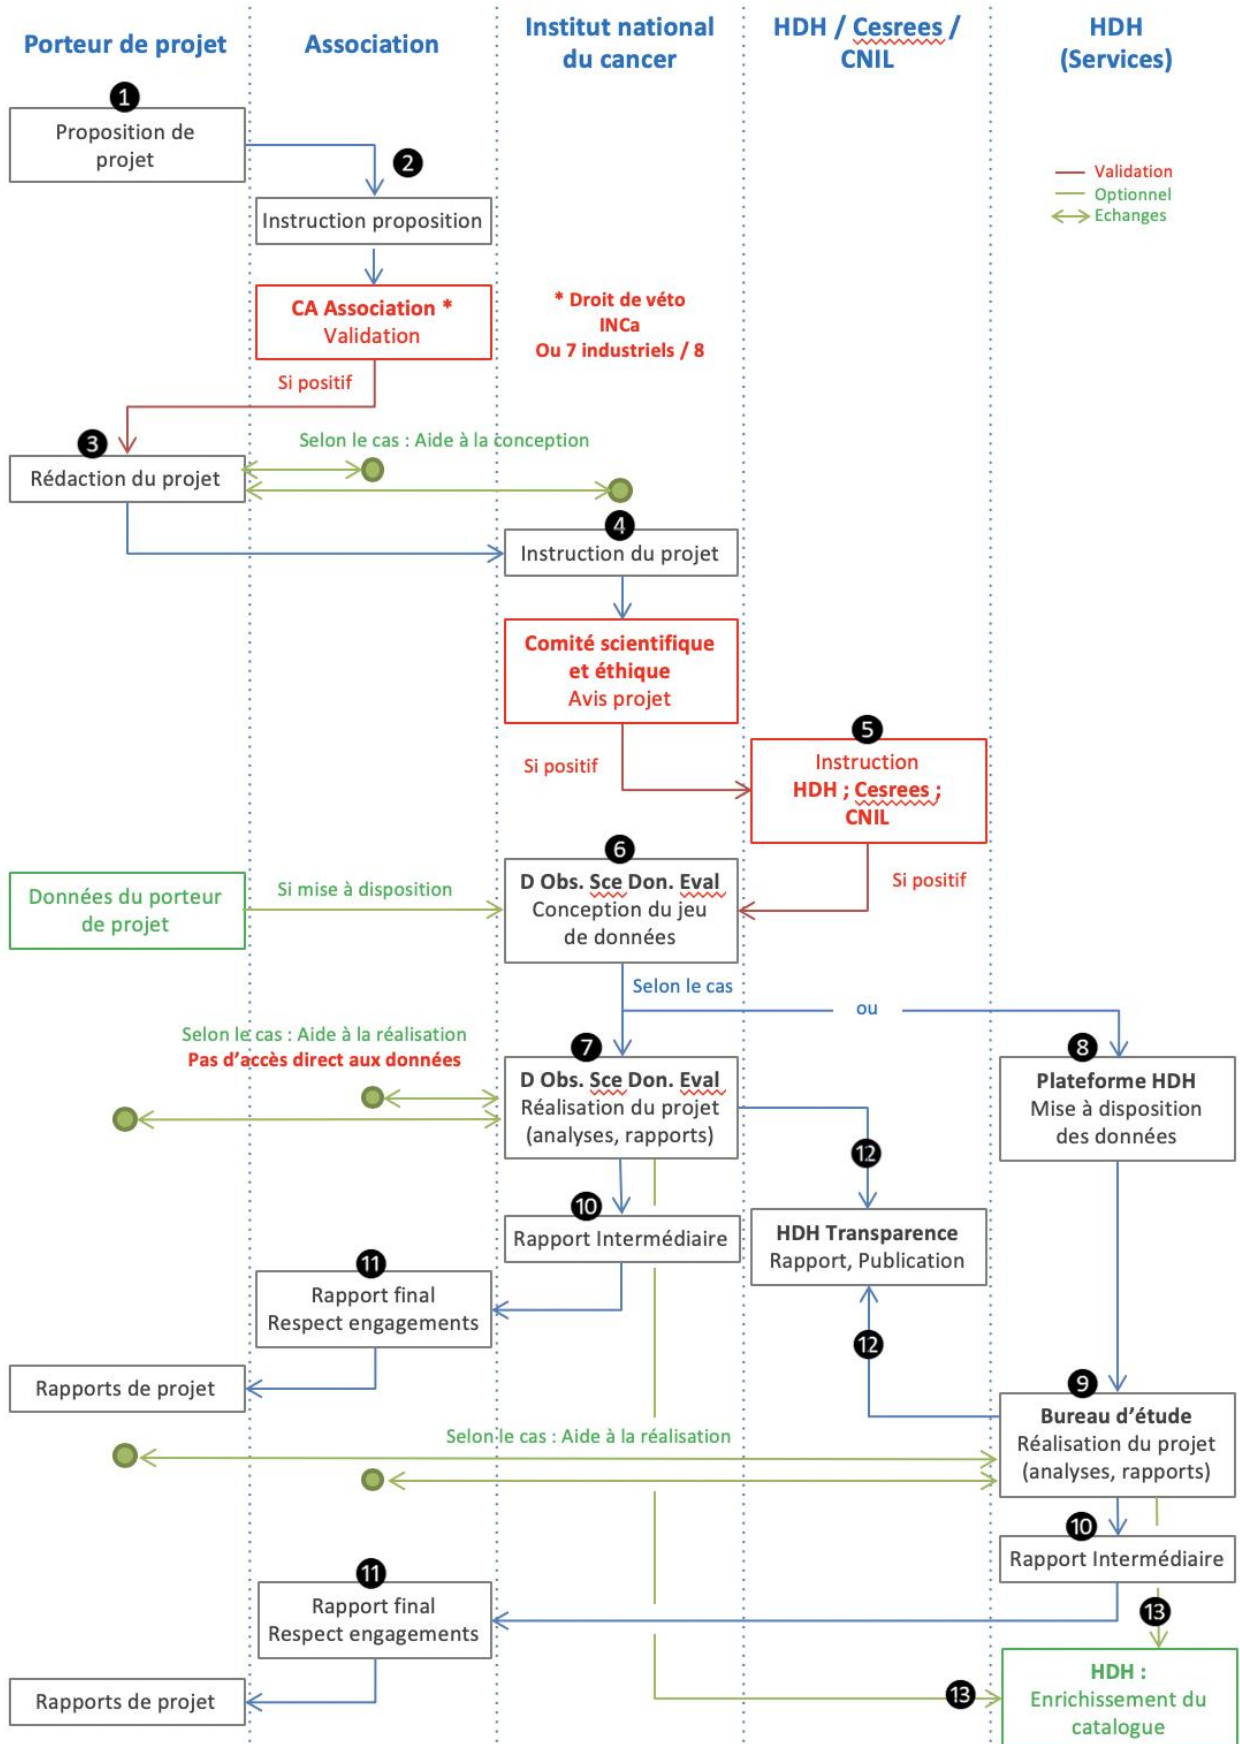 Porteur de projet
Association
Institut national
du cancer
HDH / Cesrees /
CNIL
HDH
(Services)
1
Proposition de
projet
2
Instruction proposition
Validation
Optionnel
Echanges
CA Association *
Validation
* Droit de véto
INCa
Ou 7 industriels / 8
Si positif
3
Rédaction du projet
Selon le cas : Aide à la conception
4
Instruction du projet
Comité scientifique
et éthique
Avis projet
Si positif
5
Instruction
HDH ; Cesrees ;
CNIL
Si positif
6
D Obs. Sce Don. Eval
Conception du jeu
de données
Données du porteur
de projet
Si mise à disposition
Selon le cas
ou
Selon le cas : Aide à la réalisation
Pas d'accès direct aux données
7
D Obs. Sce Don. Eval
Réalisation du projet
(analyses, rapports)
8
Plateforme HDH
Mise à disposition
des données
12
10
Rapport Intermédiaire
HDH Transparence
Rapport, Publication
11
Rapport final
Respect engagements
12
Rapports de projet
9
Bureau d'étude
Réalisation du projet
(analyses, rapports)
Selon le cas : Aide à la réalisation
10
Rapport Intermédiaire
11
Rapport final
Respect engagements
13
Rapports de projet
13
HDH :
Enrichissement du
catalogue